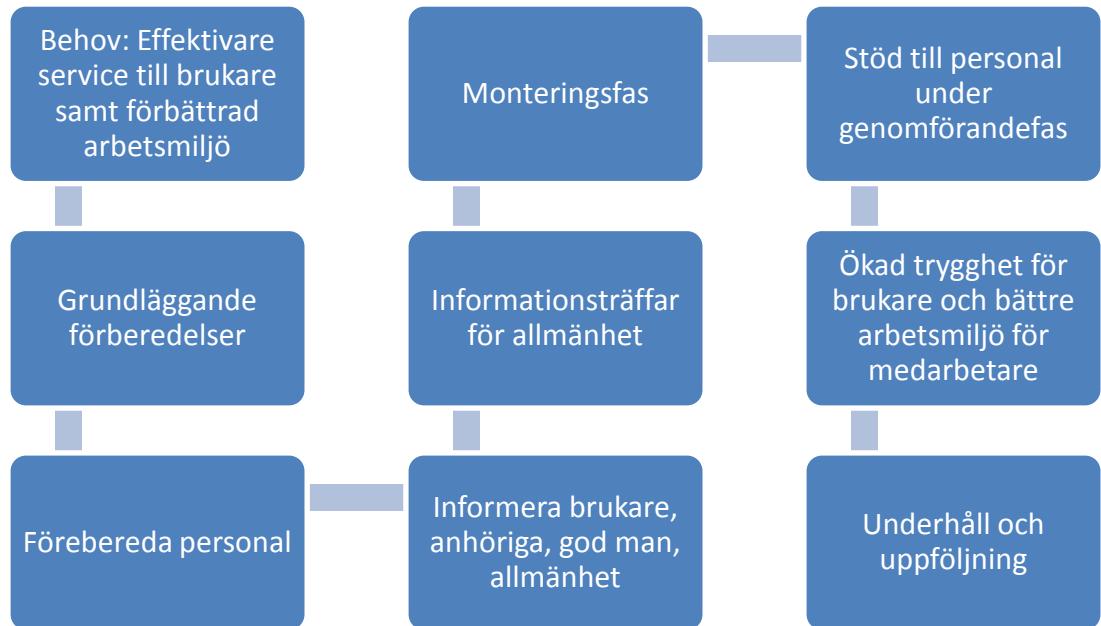 Behov: Effektivare
service till brukare
samt förbättrad
arbetsmiljö
Grundläggande
förberedelser
Förebereda personal
Informera brukare,
anhöriga, god man,
allmänhet
Informationsträffar
för allmänhet
Monteringsfas
Stöd till personal
under
genomförandefas
Ökad trygghet för
brukare och bättre
arbetsmiljö för
medarbetare
Underhåll och
uppföljning